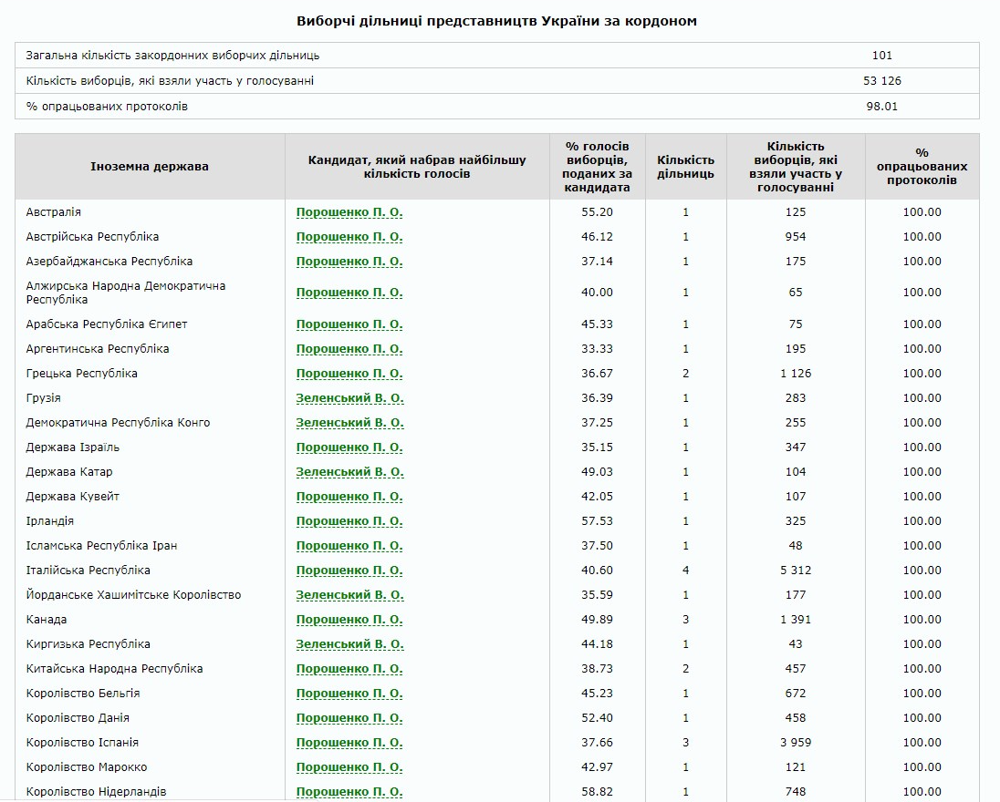 Виборчі дільниці представництв України за кордоном
Загальна кількість закордонних виборчих дільниць 101
Кількість виборців, які взяли участь у голосуванні 53 126
% опрацьованих протоколів 98.01
Іноземна держава
Кандидат, який набрав найбільшу
кількість голосів
% голосів
виборців,
поданих за
кандидата
Кількість
дільниць
Кількість
виборців, які
взяли участь у
голосуванні
%
опрацьованих
протоколів
Австралія Порошенко П. О. 55.20 1 125 100.00
Австрійська Республіка Порошенко П. О. 46.12 1 954 100.00
Азербайджанська Республіка Порошенко П. О. 37.14 1 175 100.00
Алжирська Народна Демократична
Республіка Порошенко П. О. 40.00 1 65 100.00
Арабська Республіка Єгипет Порошенко П. О. 45.33 1 75 100.00
Аргентинська Республіка Порошенко П. О. 33.33 1 195 100.00
Грецька Республіка Порошенко П. О. 36.67 2 1 126 100.00
Грузія Зеленський В. О. 36.39 1 283 100.00
Демократична Республіка Конго Зеленський В. О. 37.25 1 255 100.00
Держава Ізраїль Порошенко П. О. 35.15 1 347 100.00
Держава Катар Зеленський В. О. 49.03 1 104 100.00
Держава Кувейт Порошенко П. О. 42.05 1 107 100.00
Ірландія Порошенко П. О. 57.53 1 325 100.00
Ісламська Республіка Іран Порошенко П. О. 37.50 1 48 100.00
Італійська Республіка Порошенко П. О. 40.60 4 5 312 100.00
Йорданське Хашимітське Королівство Зеленський В. О. 35.59 1 177 100.00
Канада Порошенко П. О. 49.89 3 1 391 100.00
Киргизька Республіка Зеленський В. О. 44.18 1 43 100.00
Китайська Народна Республіка Порошенко П. О. 38.73 2 457 100.00
Королівство Бельгія Порошенко П. О. 45.23 1 672 100.00
Королівство Данія Порошенко П. О. 52.40 1 458 100.00
Королівство Іспанія Порошенко П. О. 37.66 3 3 959 100.00
Королівство Марокко Порошенко П. О. 42.97 1 121 100.00
Королівство Нідерландів Порошенко П. О. 58.82 1 748 100.00